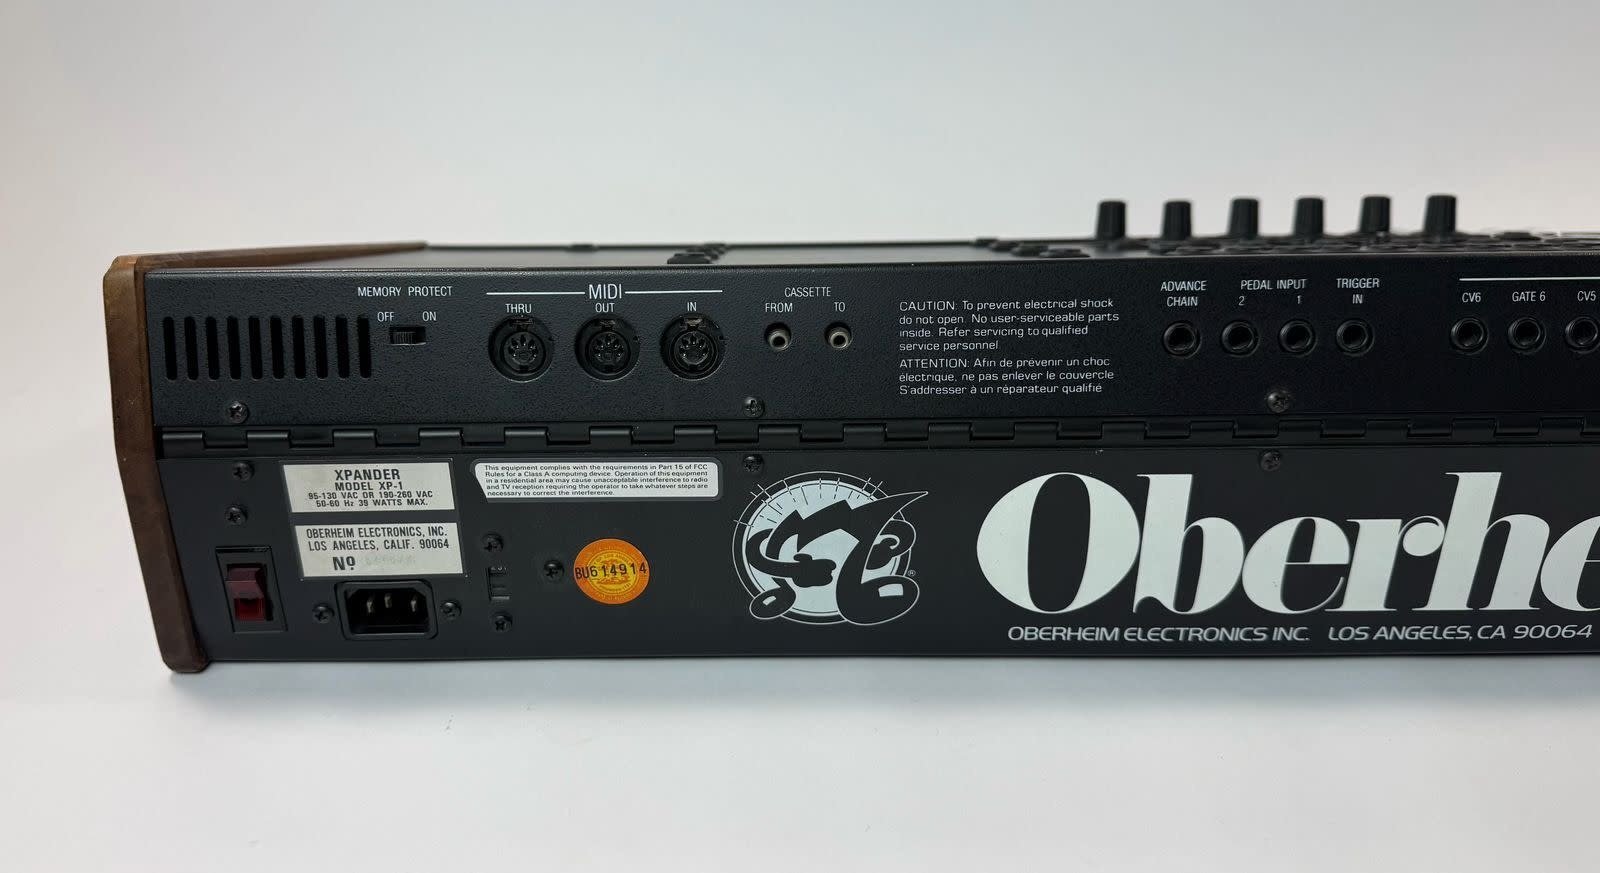 MEMORY PROTECT
OFF ON
MIDI
THRU OUT IN
CASSETTE
FROM TO
CAUTION: To prevent electrical shock
do not open. No user-serviceable parts
inside. Refer servicing to qualified
service personnel.
ATTENTION: Afin de prévenir un choc
électrique, ne pas enlever le couvercle
S'addresser à un réparateur qualifié
ADVANCE
CHAIN
PEDAL INPUT
2 1
TRIGGER
IN
CV6 GATE 6 CV5
XPANDER
MODEL XP-1
95-130 VAC OR 190-260 VAC
50-60 Hz 39 WATTS MAX.
OBERHEIM ELECTRONICS, INC.
LOS ANGELES, CALIF. 90064
No
This equipment complies with the requirements in Part 15 of FCC
Rules for a Class A computing device. Operation of this equipment
in a residential area may cause unacceptable interference to radio
and TV reception requiring the operator to take whatever steps are
necessary to correct the interference.
BU614914
®
Oberhe
OBERHEIM ELECTRONICS INC. LOS ANGELES, CA 90064